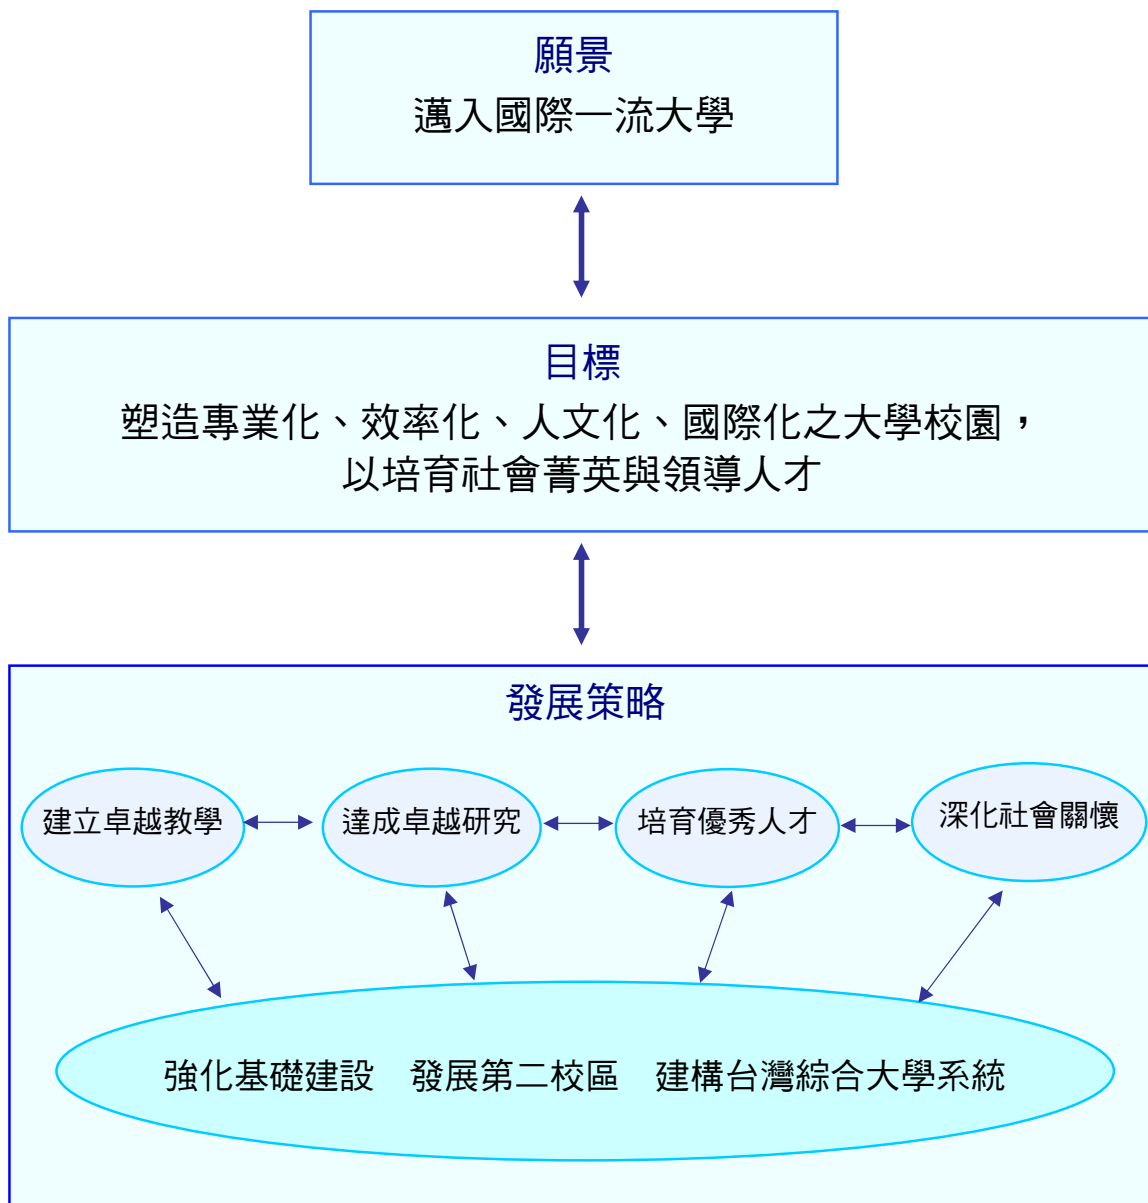 願景
邁入國際一流大學
目標
塑造專業化、效率化、人文化、國際化之大學校園，
以培育社會菁英與領導人才
發展策略
建立卓越教學
達成卓越研究
培育優秀人才
深化社會關懷
強化基礎建設　發展第二校區　建構台灣綜合大學系統